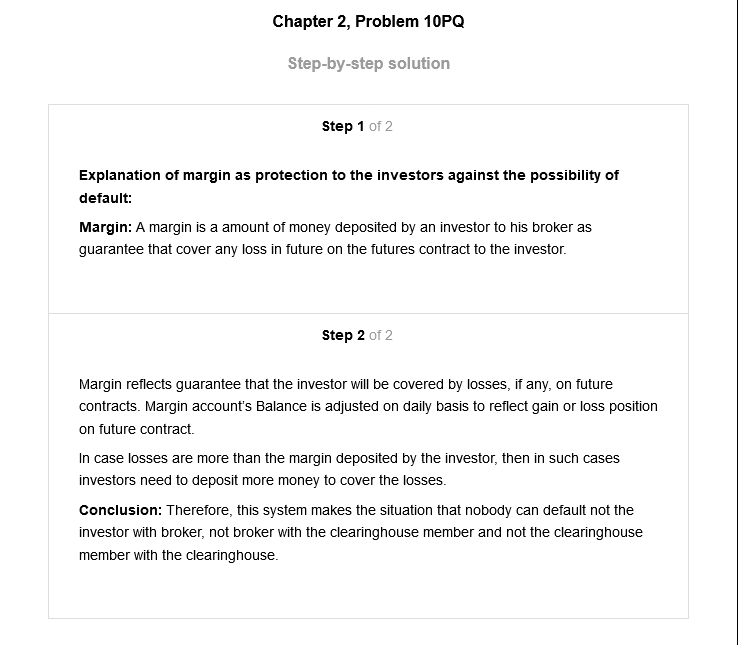 Chapter 2, Problem 10PQ
Step-by-step solution
Step 1 of 2
Explanation of margin as protection to the investors against the possibility of
default:
Margin: A margin is a amount of money deposited by an investor to his broker as
guarantee that cover any loss in future on the futures contract to the investor.
Step 2 of 2
Margin reflects guarantee that the investor will be covered by losses, if any, on future
contracts. Margin account's Balance is adjusted on daily basis to reflect gain or loss position
on future contract.
In case losses are more than the margin deposited by the investor, then in such cases
investors need to deposit more money to cover the losses.
Conclusion: Therefore, this system makes the situation that nobody can default not the
investor with broker, not broker with the clearinghouse member and not the clearinghouse
member with the clearinghouse.